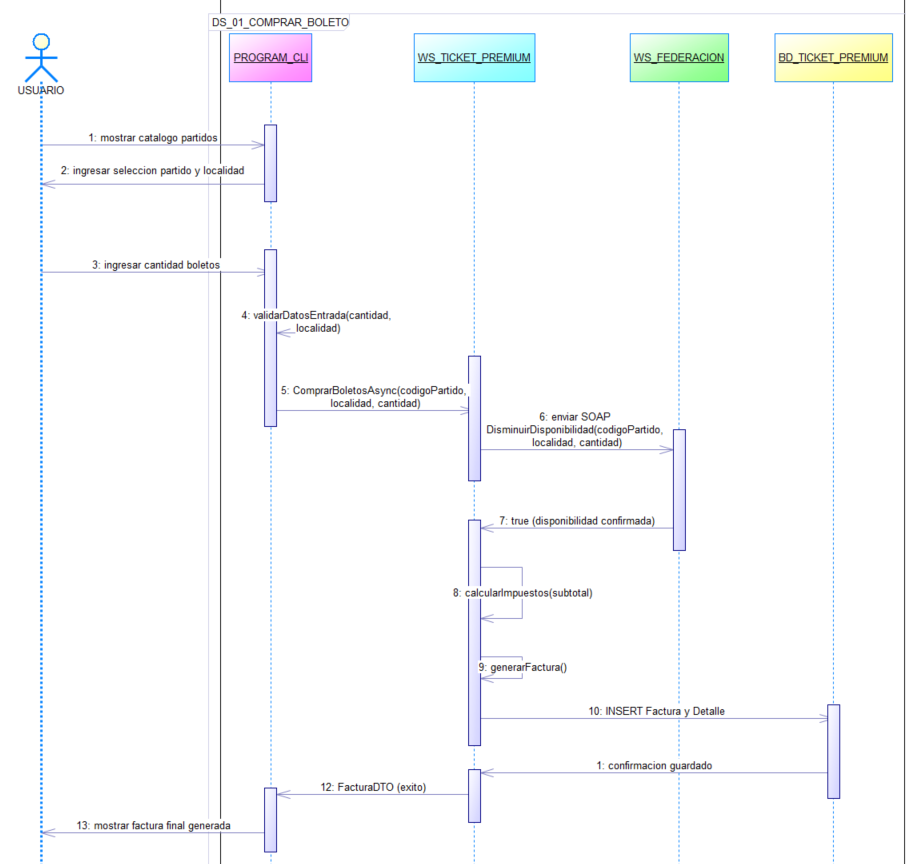 DS_01_COMPRAR_BOLETO
USUARIO
PROGRAM_CLI
WS_TICKET_PREMIUM
WS_FEDERACION
BD_TICKET_PREMIUM
1: mostrar catalogo partidos
2: ingresar seleccion partido y localidad
3: ingresar cantidad boletos
4: validarDatosEntrada(cantidad,
localidad)
5: ComprarBoletosAsync(codigoPartido,
localidad, cantidad)
6: enviar SOAP
DisminuirDisponibilidad(codigoPartido,
localidad, cantidad)
7: true (disponibilidad confirmada)
8: calcularImpuestos(subtotal)
9: generarFactura()
10: INSERT Factura y Detalle
1: confirmacion guardado
12: FacturaDTO (exito)
13: mostrar factura final generada